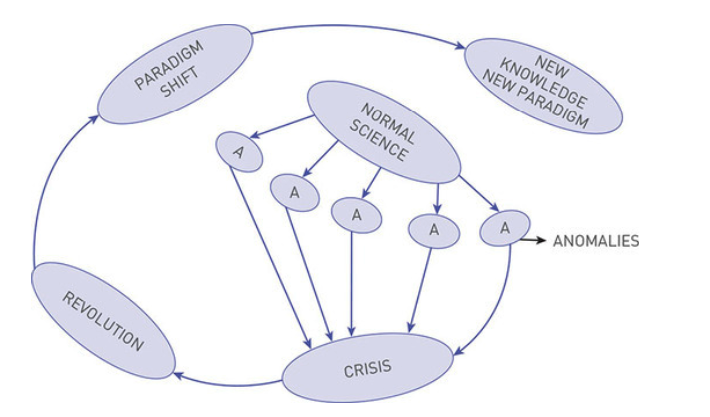 PARADIGM
SHIFT
NEW
KNOWLEDGE
NEW PARADIGM
NORMAL
SCIENCE
A
A
A
A
A
ANOMALIES
REVOLUTION
CRISIS